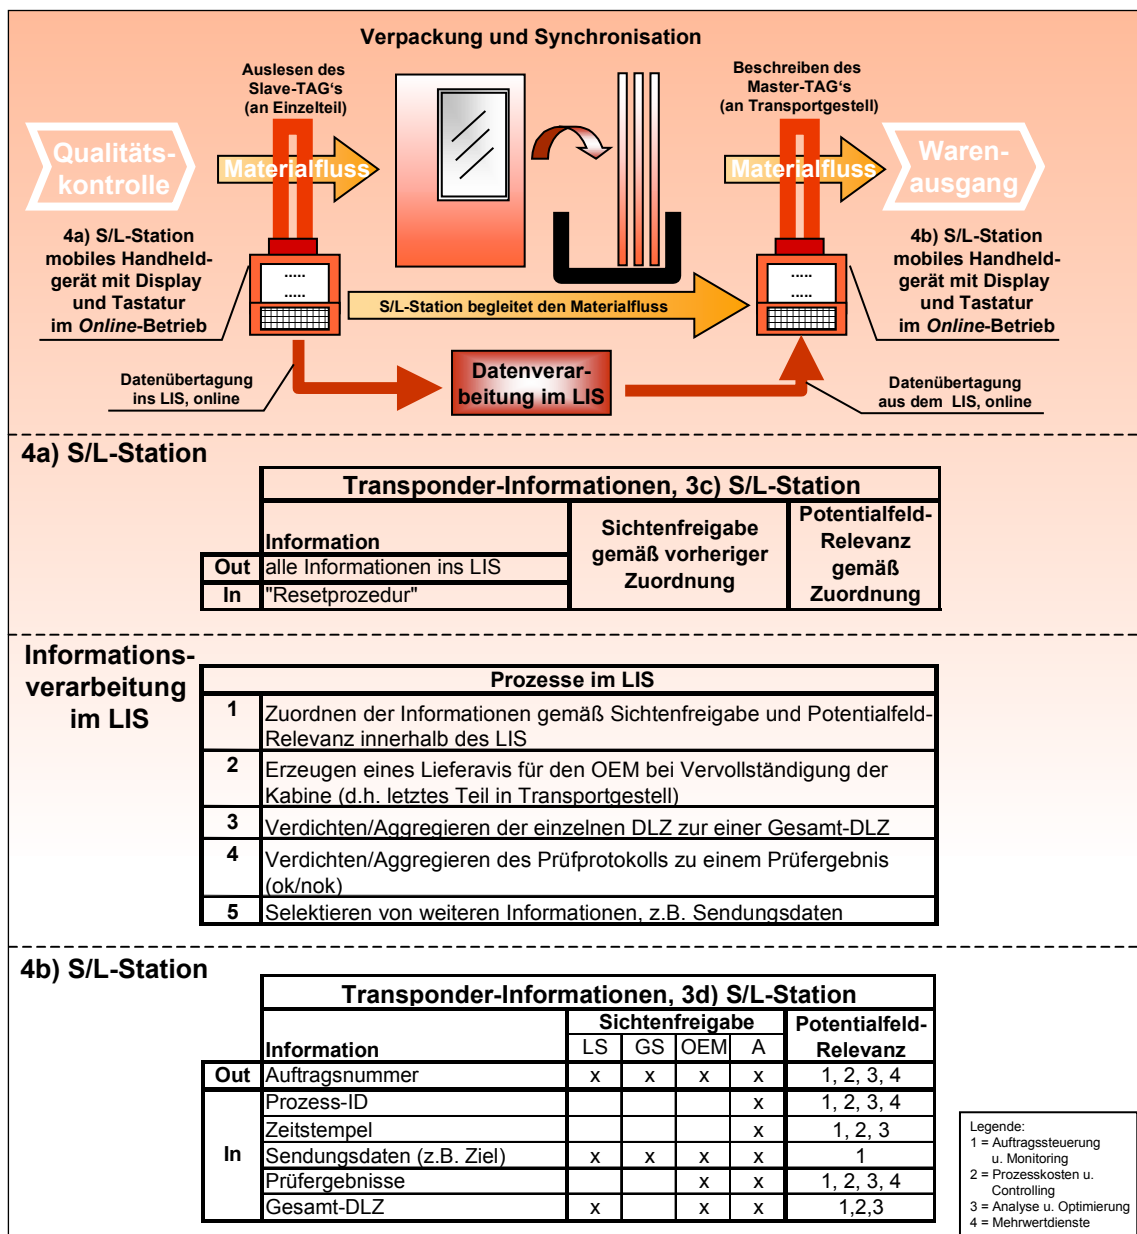 Verpackung und Synchronisation
Auslesen des
Slave-TAG's
(an Einzelteil)
Beschreiben des
Master-TAG's
(an Transportgestell)
Qualitäts-
kontrolle
Materialfluss
Materialfluss
Waren-
ausgang
4a) S/L-Station
mobiles Handheld-
gerät mit Display
und Tastatur
im Online-Betrieb
.....
.....
S/L-Station begleitet den Materialfluss
.....
.....
4b) S/L-Station
mobiles Handheld-
gerät mit Display
und Tastatur
im Online-Betrieb
Datenübertagung
ins LIS, online
Datenverar-
beitung im LIS
Datenübertagung
aus dem LIS, online
4a) S/L-Station
Transponder-Informationen, 3c) S/L-Station
Information
Sichtenfreigabe
gemäß vorheriger
Zuordnung
Potentialfeld-
Relevanz
gemäß
Zuordnung
Out alle Informationen ins LIS
In "Resetprozedur"
Informations-
verarbeitung
im LIS
Prozesse im LIS
1 Zuordnen der Informationen gemäß Sichtenfreigabe und Potentialfeld-
Relevanz innerhalb des LIS
2 Erzeugen eines Lieferavis für den OEM bei Vervollständigung der
Kabine (d.h. letztes Teil in Transportgestell)
3 Verdichten/Aggregieren der einzelnen DLZ zur einer Gesamt-DLZ
4 Verdichten/Aggregieren des Prüfprotokolls zu einem Prüfergebnis
(ok/nok)
5 Selektieren von weiteren Informationen, z.B. Sendungsdaten
4b) S/L-Station
Transponder-Informationen, 3d) S/L-Station
Sichtenfreigabe
Potentialfeld-
Relevanz
Information LS GS OEM A
Out Auftragsnummer x x x x 1, 2, 3, 4
In
Prozess-ID x 1, 2, 3, 4
Zeitstempel x 1, 2, 3
Sendungsdaten (z.B. Ziel) x x x x 1
Prüfergebnisse x x 1, 2, 3, 4
Gesamt-DLZ x x x 1,2,3
Legende:
1 = Auftragssteuerung
u. Monitoring
2 = Prozesskosten u.
Controlling
3 = Analyse u. Optimierung
4 = Mehrwertdienste